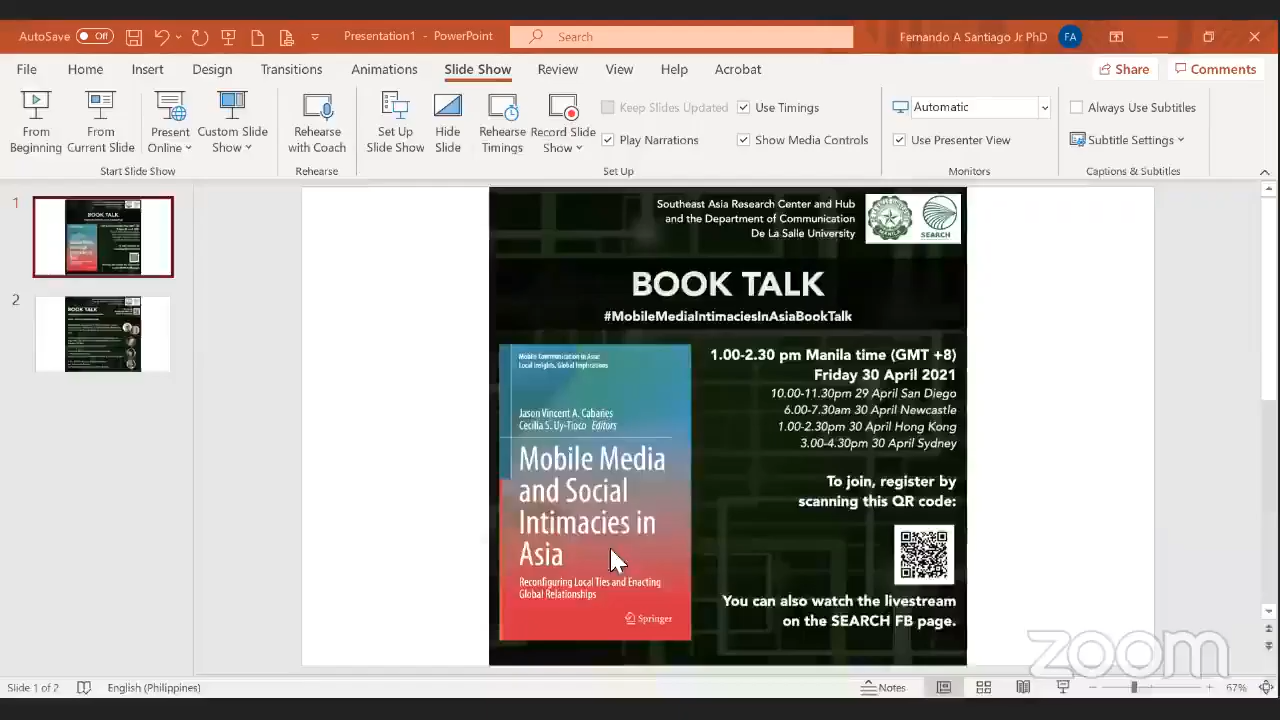 AutoSave Off
Presentation1 - PowerPoint
Search
Fernando A Santiago Jr PhD
FA
File Home Insert Design Transitions Animations Slide Show Review View Help Acrobat
Share
Comments
From Beginning
From Current Slide
Present Online
Custom Slide Show
Rehearse with Coach
Set Up Slide Show
Hide Slide
Rehearse Timings
Record Slide Show
Keep Slides Updated
Play Narrations
Use Timings
Show Media Controls
Automatic
Use Presenter View
Always Use Subtitles
Subtitle Settings
Start Slide Show
Rehearse
Set Up
Monitors
Captions & Subtitles
1
BOOK TALK
2
BOOK TALK
Southeast Asia Research Center and Hub
and the Department of Communication
De La Salle University
SEARCH
BOOK TALK
#MobileMediaIntimaciesInAsiaBookTalk
Mobile Communication in Asia:
Local Insights, Global Implications
Jason Vincent A. Cabañes
Cecilia S. Uy-Tioco Editors
Mobile Media
and Social
Intimacies in
Asia
Reconfiguring Local Ties and Enacting
Global Relationships
Springer
1.00-2.30 pm Manila time (GMT +8)
Friday 30 April 2021
10.00-11.30pm 29 April San Diego
6.00-7.30am 30 April Newcastle
1.00-2.30pm 30 April Hong Kong
3.00-4.30pm 30 April Sydney
To join, register by
scanning this QR code:
You can also watch the livestream
on the SEARCH FB page.
zoom
Slide 1 of 2
English (Philippines)
Notes
67%